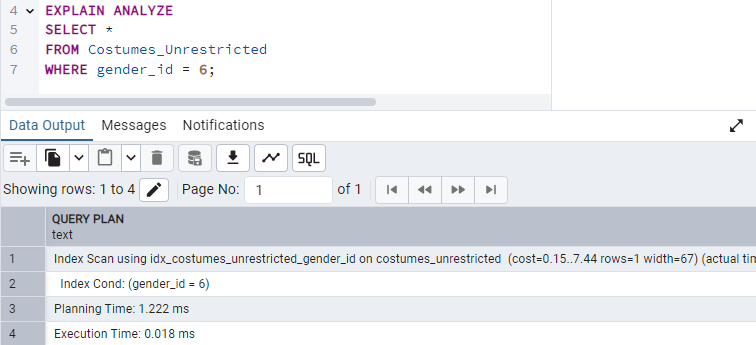 4 EXPLAIN ANALYZE
5 SELECT *
6 FROM Costumes_Unrestricted
7 WHERE gender_id = 6;
Data Output Messages Notifications
SQL
Showing rows: 1 to 4 Page No: 1 of 1
QUERY PLAN
text
1 Index Scan using idx_costumes_unrestricted_gender_id on costumes_unrestricted (cost=0.15..7.44 rows=1 width=67) (actual
2 Index Cond: (gender_id = 6)
3 Planning Time: 1.222 ms
4 Execution Time: 0.018 ms